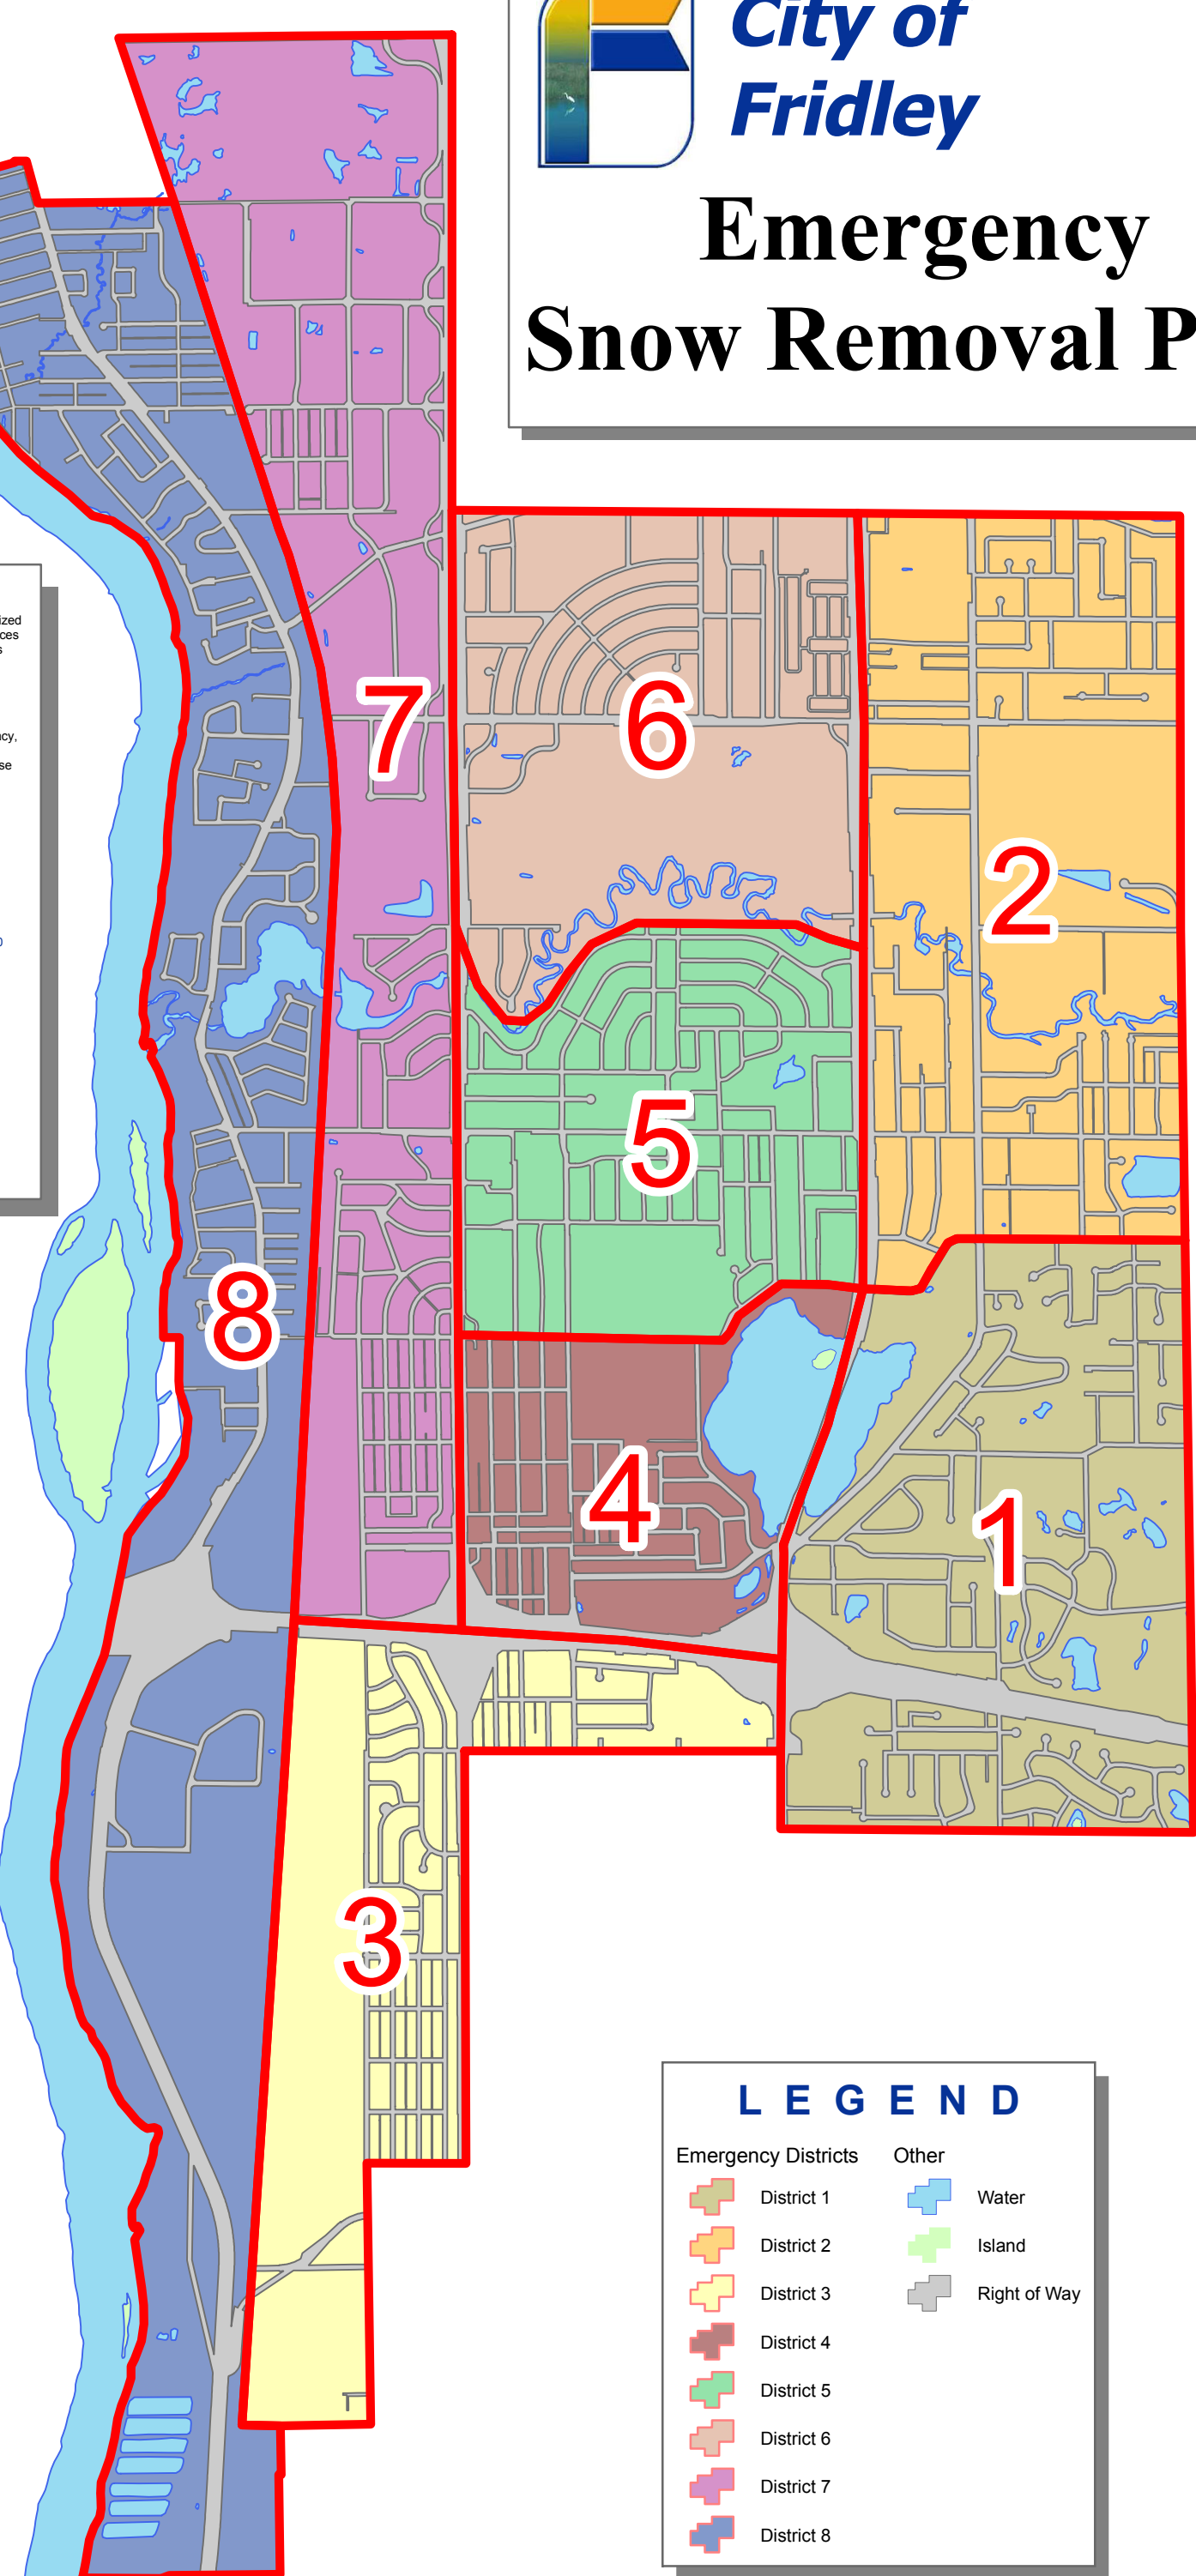 City of
Fridley
Emergency
Snow Removal P
7
6
2
5
8
4
1
3
LEGEND
Emergency Districts
District 1
District 2
District 3
District 4
District 5
District 6
District 7
District 8
Other
Water
Island
Right of Way